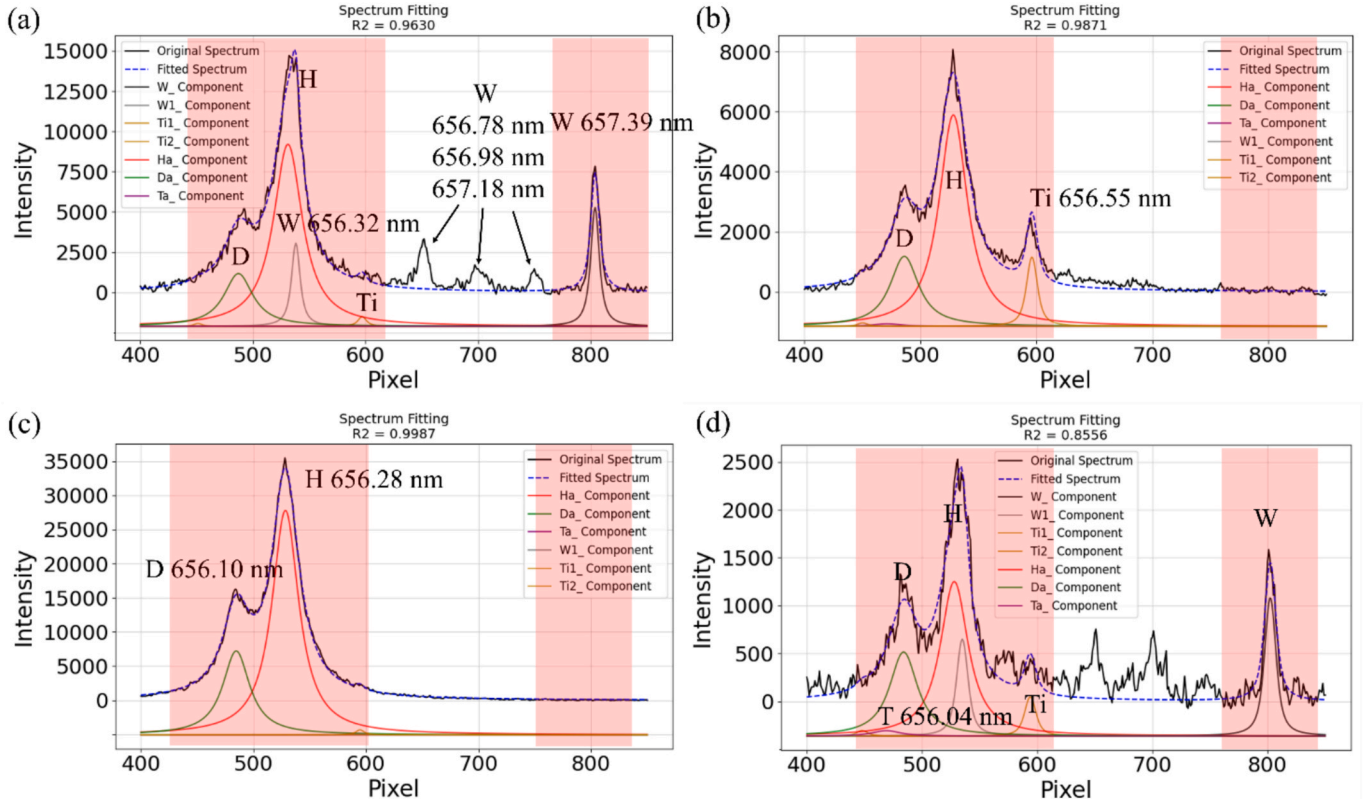 (a)
Spectrum Fitting
R2 = 0.9630
15000
12500
10000
7500
5000
2500
0
Intensity
Original Spectrum
Fitted Spectrum
W_ Component
W1_ Component
Ti1_ Component
Ti2_ Component
Ha_ Component
Da_ Component
Ta_ Component
H
D
W 656.32 nm
Ti
W
656.78 nm
656.98 nm
657.18 nm
W 657.39 nm
400 500 600 700 800
Pixel
(b)
Spectrum Fitting
R2 = 0.9871
8000
6000
4000
2000
0
Intensity
Original Spectrum
Fitted Spectrum
Ha_ Component
Da_ Component
Ta_ Component
W1_ Component
Ti1_ Component
Ti2_ Component
H
D
Ti 656.55 nm
400 500 600 700 800
Pixel
(c)
Spectrum Fitting
R2 = 0.9987
35000
30000
25000
20000
15000
10000
5000
0
Intensity
Original Spectrum
Fitted Spectrum
Ha_ Component
Da_ Component
Ta_ Component
W1_ Component
Ti1_ Component
Ti2_ Component
H 656.28 nm
D 656.10 nm
400 500 600 700 800
Pixel
(d)
Spectrum Fitting
R2 = 0.8556
2500
2000
1500
1000
500
0
Intensity
Original Spectrum
Fitted Spectrum
W_ Component
W1_ Component
Ti1_ Component
Ti2_ Component
Ha_ Component
Da_ Component
Ta_ Component
H
D
W
Ti
T 656.04 nm
400 500 600 700 800
Pixel